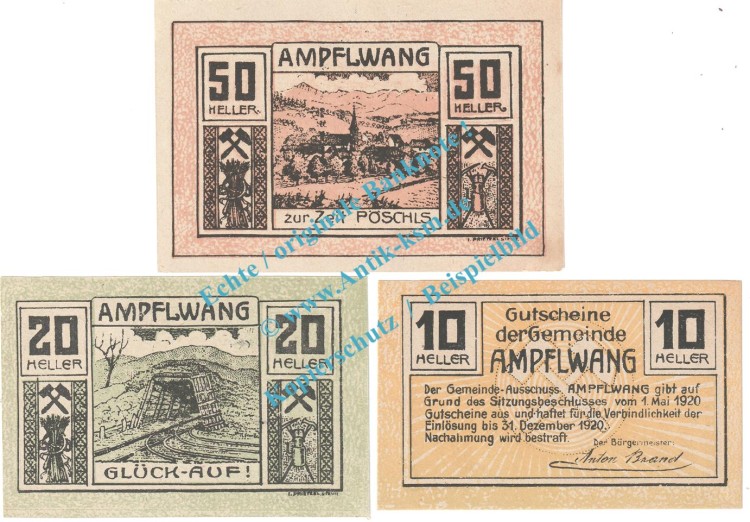 50
HELLER
AMPFLWANG
50
HELLER
zur Zeit PÖSCHLS
20
HELLER
AMPFLWANG
20
HELLER
GLÜCK-AUF!
10
HELLER
Gutscheine
der Gemeinde
AMPFLWANG
10
HELLER
Der Gemeinde-Ausschuss, AMPFLWANG gibt auf
Grund des Sitzungsbeschlusses vom 1. Mai 1920
Gutscheine aus und haftet für die Verbindlichkeit der
Einlösung bis 31. Dezember 1920.
Nachahmung wird bestraft.
Der Bürgermeister:
Anton Brand
Echte / originale Banknote !
© www.Antik-ksm.de
Kopierschutz / Beispielbild